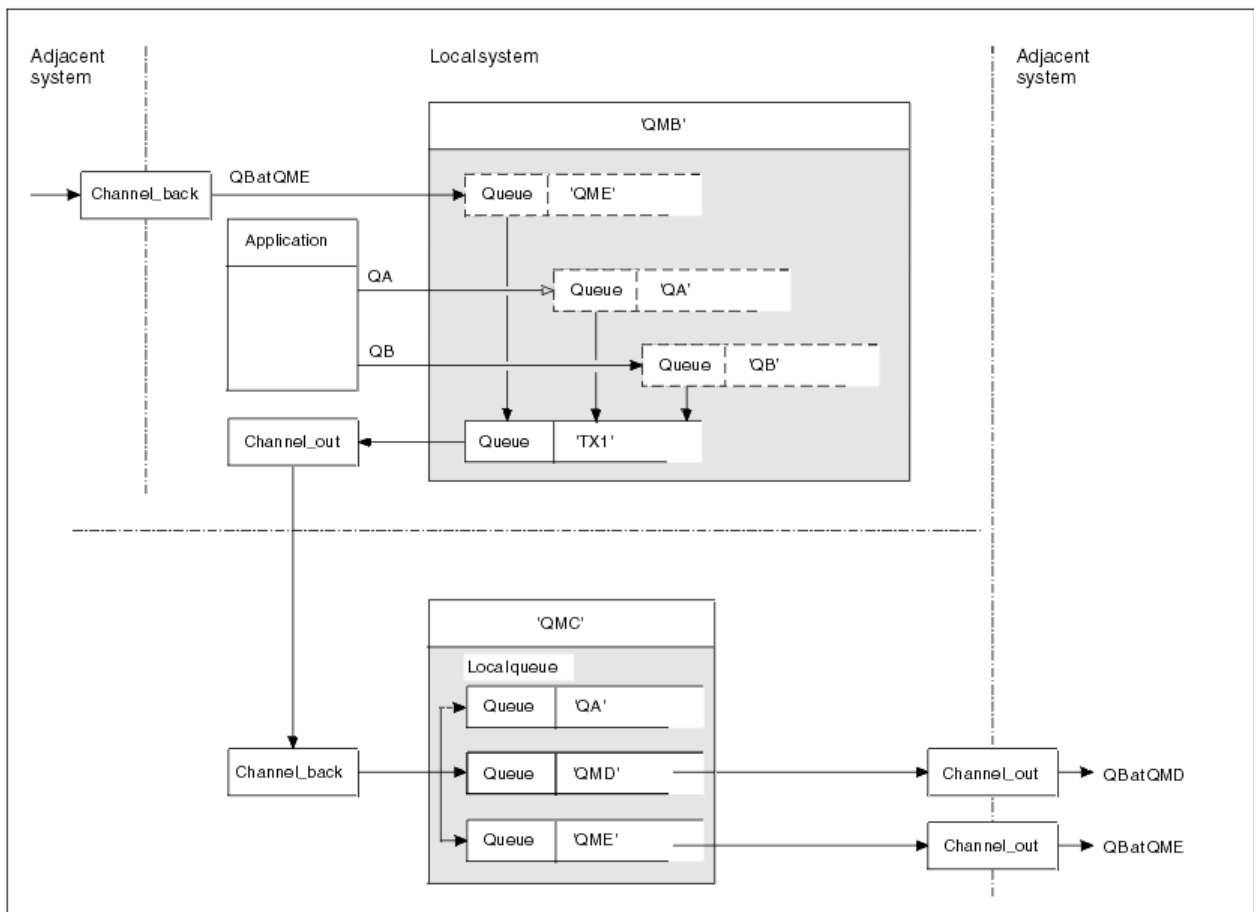 Adjacent
system
Localsystem
Adjacent
system
'QMB'
Channel_back
QBatQME
Queue 'QME'
Application
QA
Queue 'QA'
QB
Queue 'QB'
Channel_out
Queue 'TX1'
'QMC'
Localqueue
Queue 'QA'
Channel_back
Queue 'QMD'
Channel_out
QBatQMD
Queue 'QME'
Channel_out
QBatQME